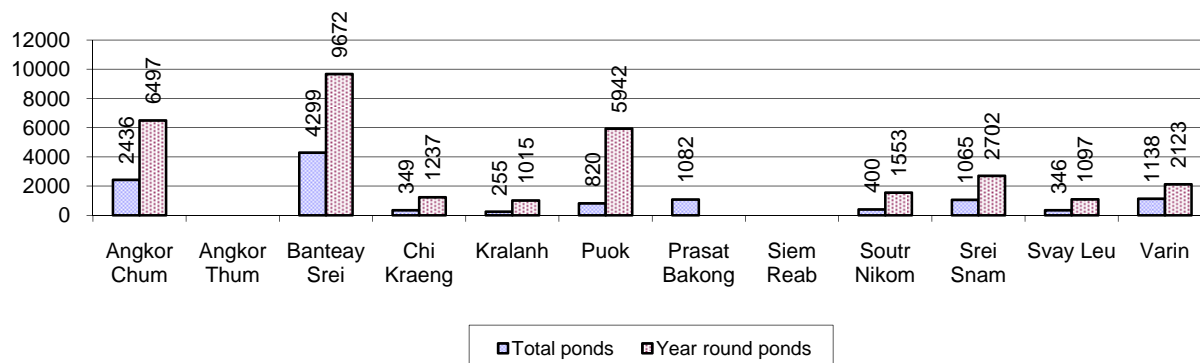 12000
10000
8000
6000
4000
2000
0
2436
6497
4299
9672
349
1237
255
1015
820
5942
1082
400
1553
1065
2702
346
1097
1138
2123
Angkor Chum
Angkor Thum
Banteay Srei
Chi Kraeng
Kralanh
Puok
Prasat Bakong
Siem Reab
Soutr Nikom
Srei Snam
Svay Leu
Varin
Total ponds
Year round ponds